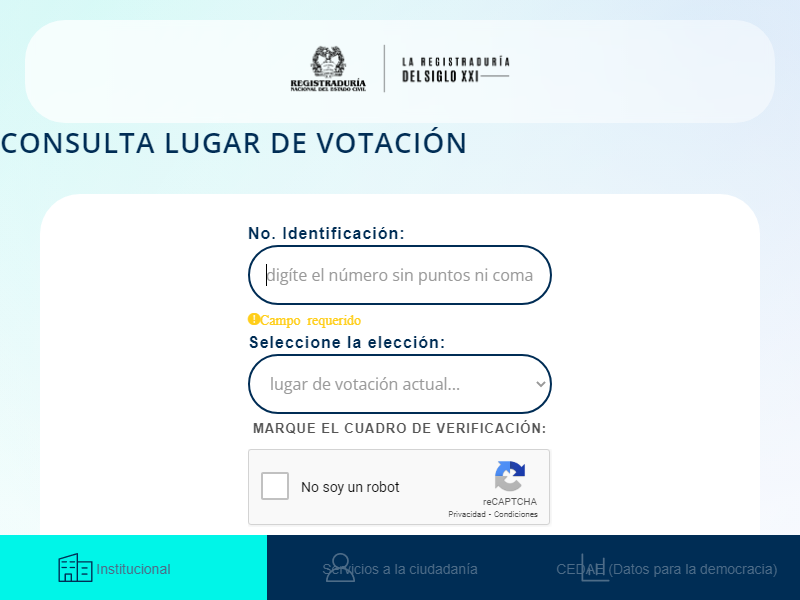 REGISTRADURÍA
NACIONAL DEL ESTADO CIVIL
LA REGISTRADURÍA
DEL SIGLO XXI
CONSULTA LUGAR DE VOTACIÓN
No. Identificación:
digíte el número sin puntos ni coma
Campo requerido
Seleccione la elección:
lugar de votación actual...
MARQUE EL CUADRO DE VERIFICACIÓN:
No soy un robot
reCAPTCHA
Privacidad - Condiciones
Institucional
Servicios a la ciudadanía
CEDAE (Datos para la democracia)